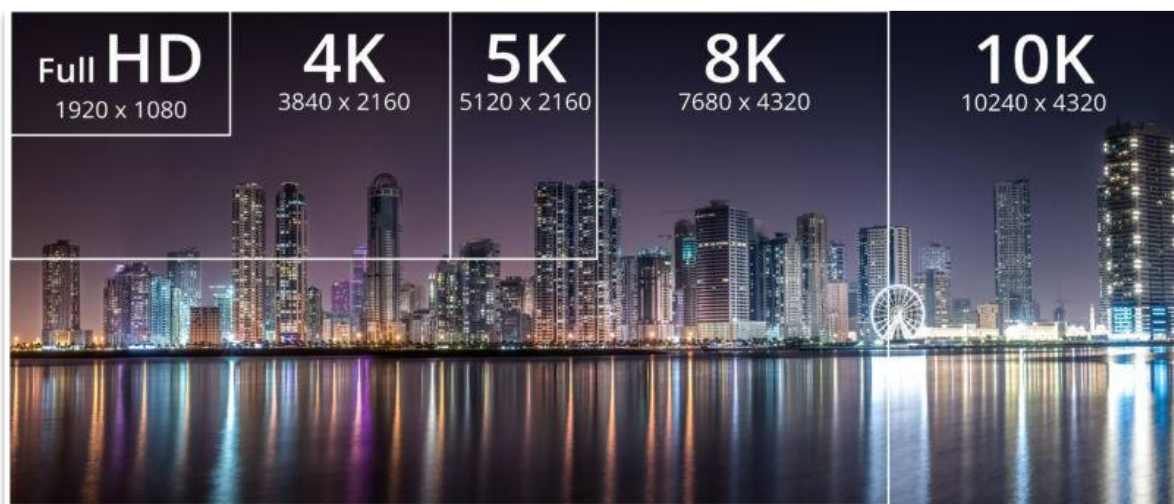 Full HD
1920 x 1080
4K
3840 x 2160
5K
5120 x 2160
8K
7680 x 4320
10K
10240 x 4320